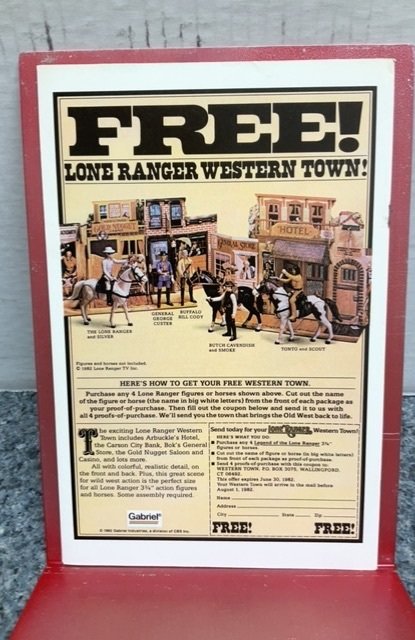 FREE!
LONE RANGER WESTERN TOWN!
GOLD NUGGET
GENERAL STORE
HOTEL
THE LONE RANGER
and SILVER
GENERAL
GEORGE
CUSTER
BUFFALO
BILL CODY
BUTCH CAVENDISH
and SMOKE
TONTO and SCOUT
Figures and horses not included.
© 1982 Lone Ranger TV Inc.
HERE'S HOW TO GET YOUR FREE WESTERN TOWN.
Purchase any 4 Lone Ranger figures or horses shown above. Cut out the name
of the figure or horse (the name in big white letters) from the front of each package as
your proof-of-purchase. Then fill out the coupon below and send it to us with
all 4 proofs-of-purchase. We'll send you the town that brings the Old West back to life.
The exciting Lone Ranger Western
Town includes Arbuckle's Hotel,
the Carson City Bank, Bok's General
Store, the Gold Nugget Saloon and
Casino, and lots more.
All with colorful, realistic detail, on
the front and back. Plus, this great scene
for wild west action is the perfect size
for all Lone Ranger 3¾" action figures
and horses. Some assembly required.
Gabriel®
© 1982 Gabriel Industries, a division of CBS Inc.
Send today for your LONE RANGER Western Town!
HERE'S WHAT YOU DO:
■ Purchase any 4 Legend of the Lone Ranger 3¾"
figures or horses.
■ Cut out the name of figure or horse (in big white letters)
from front of each package as proof-of-purchase.
■ Send 4 proofs-of-purchase with this coupon to:
WESTERN TOWN, P.O. BOX 3075, WALLINGFORD,
CT 06492.
This offer expires June 30, 1982.
Your Western Town will arrive in the mail before
August 1, 1982.
Name
Address
City State Zip
FREE! FREE!